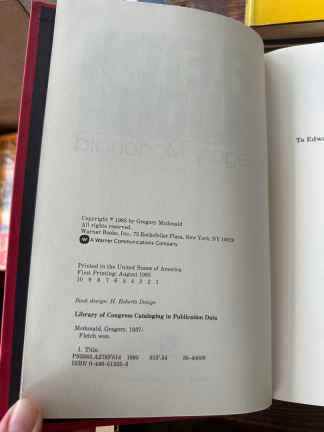 Copyright © 1985 by Gregory Mcdonald
All rights reserved.
Warner Books, Inc., 75 Rockefeller Plaza, New York, NY 10019
A Warner Communications Company
Printed in the United States of America
First Printing: August 1985
10 9 8 7 6 5 4 3 2 1
Book design: H. Roberts Design
Library of Congress Cataloging in Publication Data
Mcdonald, Gregory, 1937-
Fletch won.
I. Title.
1985
To Edw